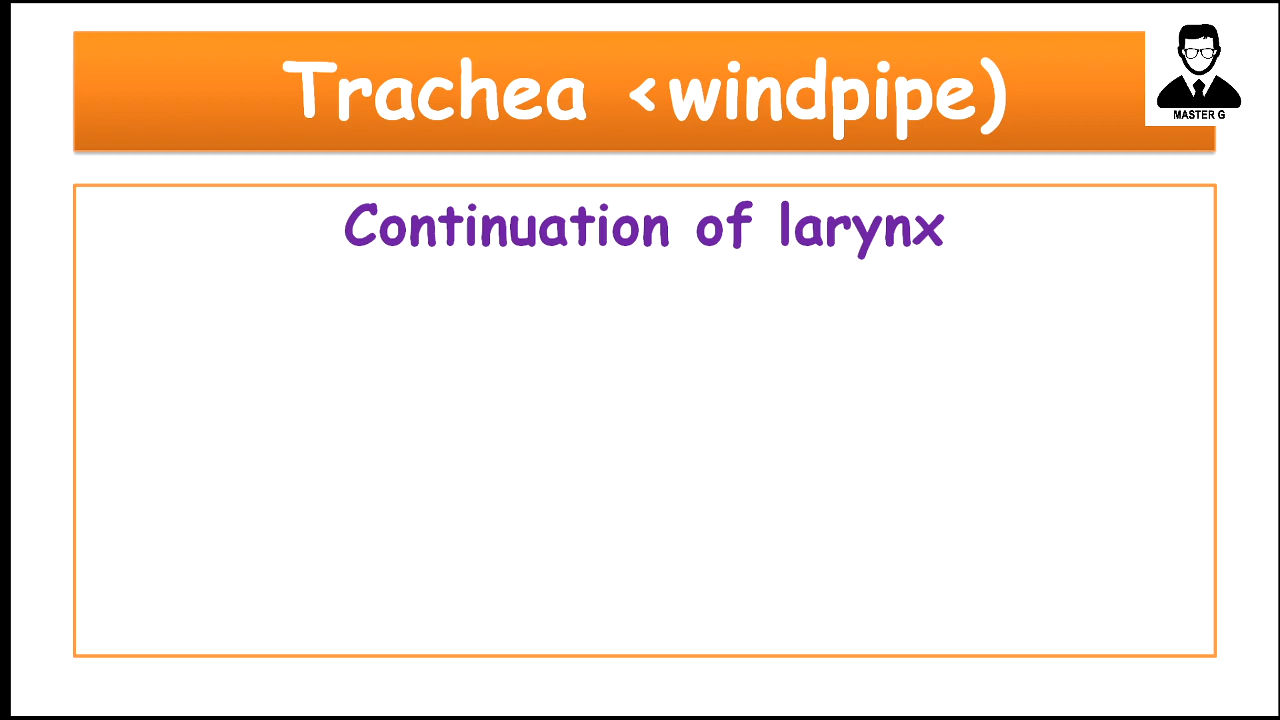 Trachea <windpipe)
MASTER G
Continuation of larynx